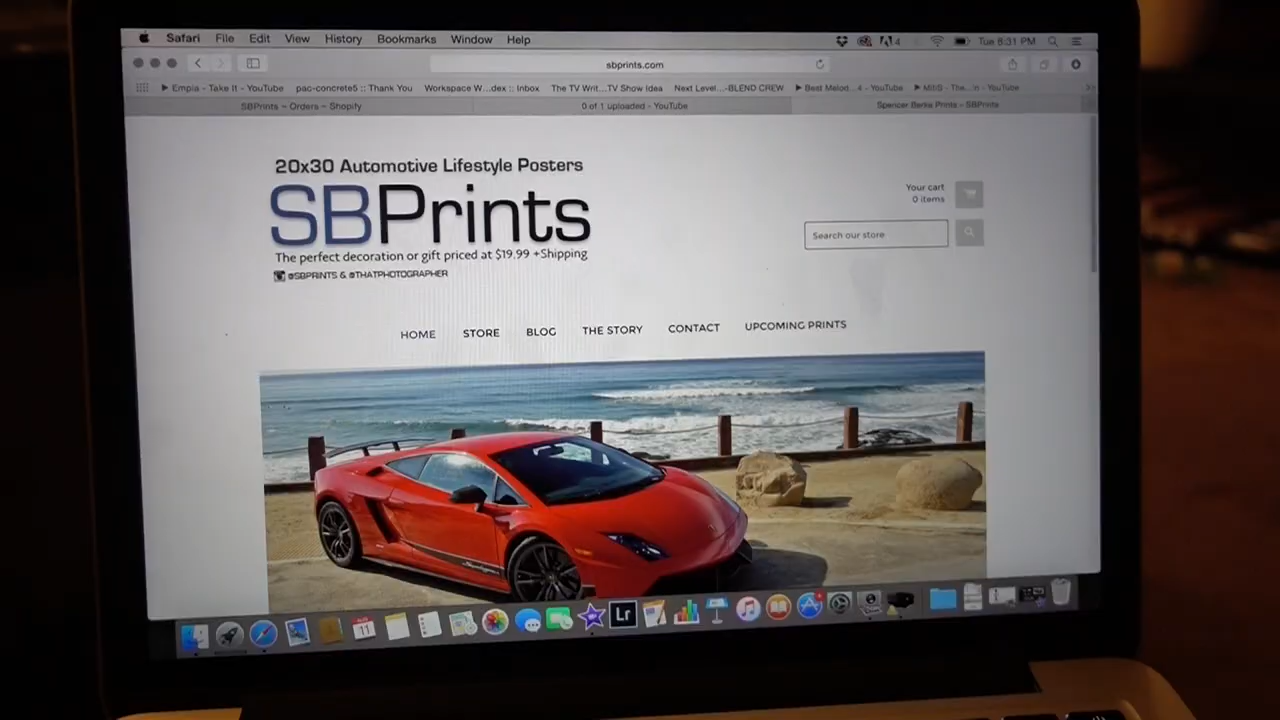 Safari File Edit View History Bookmarks Window Help
4 Tue 8:31 PM
sbprints.com
Empia - Take It - YouTube pac-concrete5 :: Thank You Workspace W...dex :: Inbox The TV Writ...TV Show Idea Next Level...-BLEND CREW Best Melod...4 - YouTube - YouTube
SBPrints – Orders – Shopify 0 of 1 uploaded - YouTube Spencer Berke Prints – SBPrints
20x30 Automotive Lifestyle Posters
SBPrints
The perfect decoration or gift priced at $19.99 +Shipping
@SBPRINTS & @THATPHOTOGRAPHER
Your cart
0 items
Search our store
HOME STORE BLOG THE STORY CONTACT UPCOMING PRINTS
11
Lr